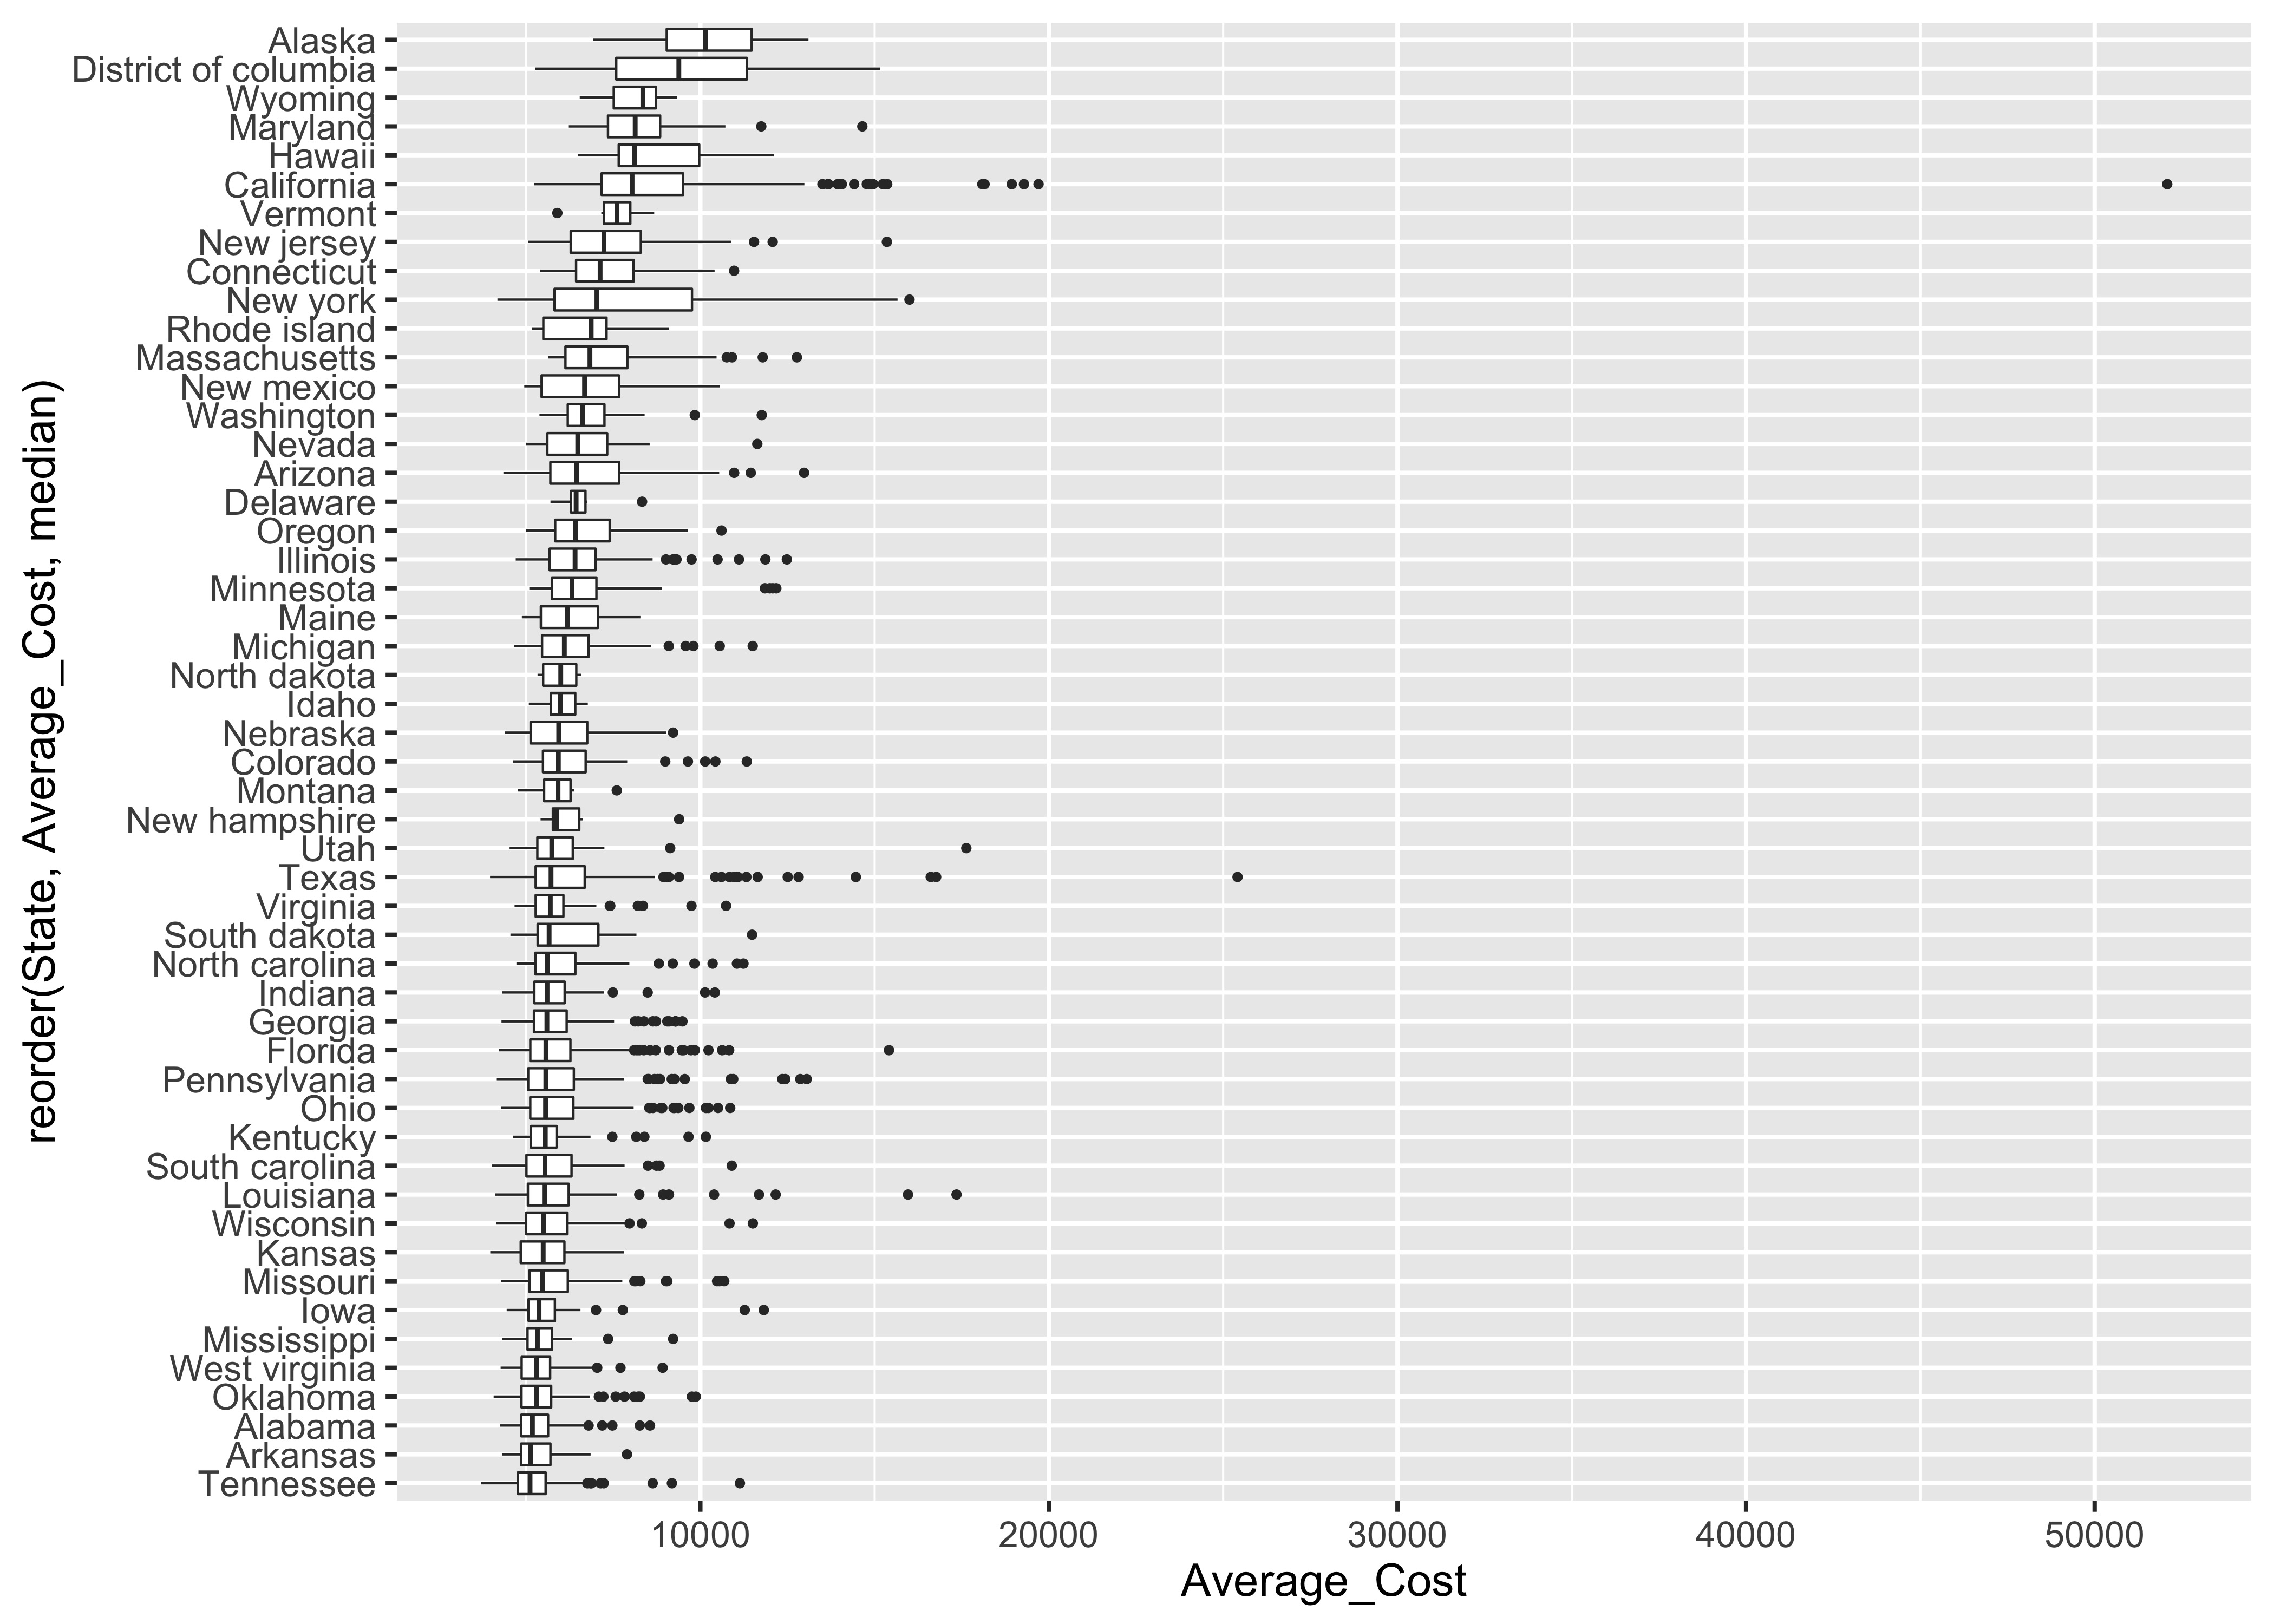 reorder(State, Average_Cost, median)
Alaska
District of columbia
Wyoming
Maryland
Hawaii
California
Vermont
New jersey
Connecticut
New york
Rhode island
Massachusetts
New mexico
Washington
Nevada
Arizona
Delaware
Oregon
Illinois
Minnesota
Maine
Michigan
North dakota
Idaho
Nebraska
Colorado
Montana
New hampshire
Utah
Texas
Virginia
South dakota
North carolina
Indiana
Georgia
Florida
Pennsylvania
Ohio
Kentucky
South carolina
Louisiana
Wisconsin
Kansas
Missouri
Iowa
Mississippi
West virginia
Oklahoma
Alabama
Arkansas
Tennessee
10000 20000 30000 40000 50000
Average_Cost